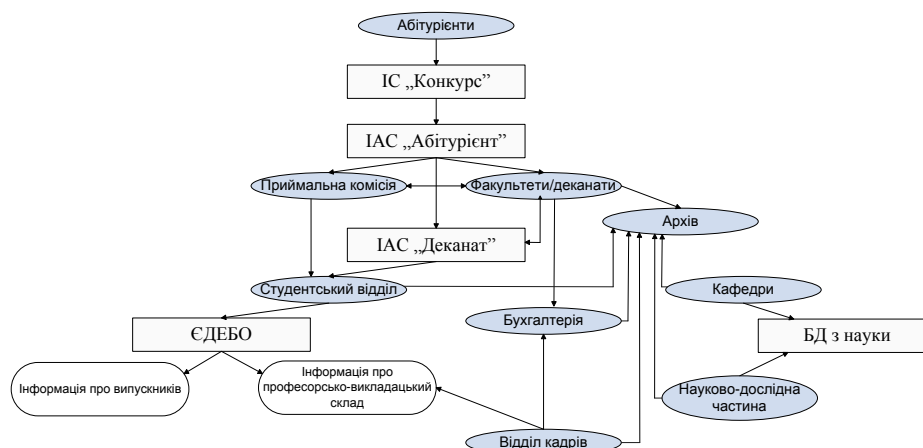 Абітурієнти
ІС „Конкурс”
ІАС „Абітурієнт”
Приймальна комісія
Факультети/деканати
Архів
ІАС „Деканат”
Студентський відділ
Кафедри
Бухгалтерія
ЄДЕБО
БД з науки
Інформація про випускників
Інформація про
професорсько-викладацький
склад
Науково-дослідна
частина
Відділ кадрів